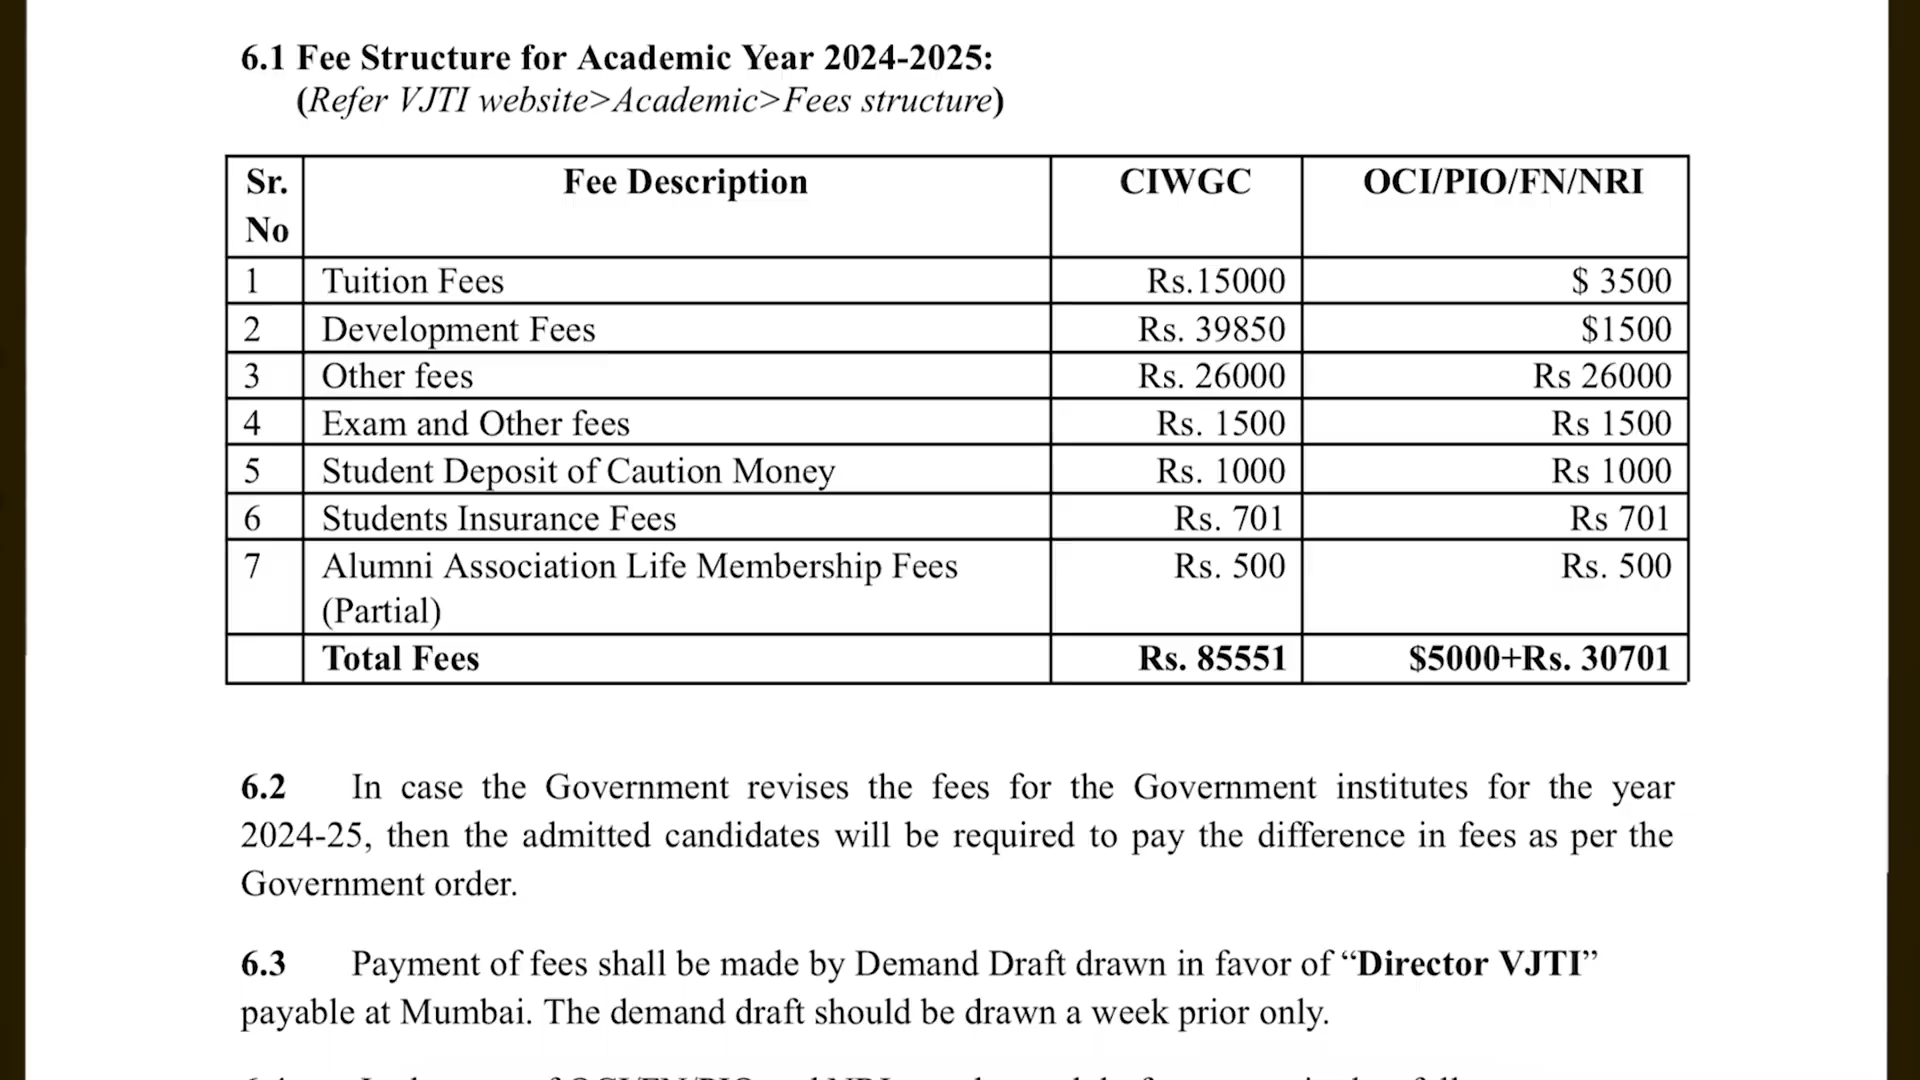 6.1 Fee Structure for Academic Year 2024-2025:
(Refer VJTI website>Academic>Fees structure)
Sr. No Fee Description CIWGC OCI/PIO/FN/NRI
1 Tuition Fees Rs.15000 $ 3500
2 Development Fees Rs. 39850 $1500
3 Other fees Rs. 26000 Rs 26000
4 Exam and Other fees Rs. 1500 Rs 1500
5 Student Deposit of Caution Money Rs. 1000 Rs 1000
6 Students Insurance Fees Rs. 701 Rs 701
7 Alumni Association Life Membership Fees Rs. 500 Rs. 500
(Partial)
Total Fees Rs. 85551 $5000+Rs. 30701
6.2 In case the Government revises the fees for the Government institutes for the year
2024-25, then the admitted candidates will be required to pay the difference in fees as per the
Government order.
6.3 Payment of fees shall be made by Demand Draft drawn in favor of “Director VJTI”
payable at Mumbai. The demand draft should be drawn a week prior only.